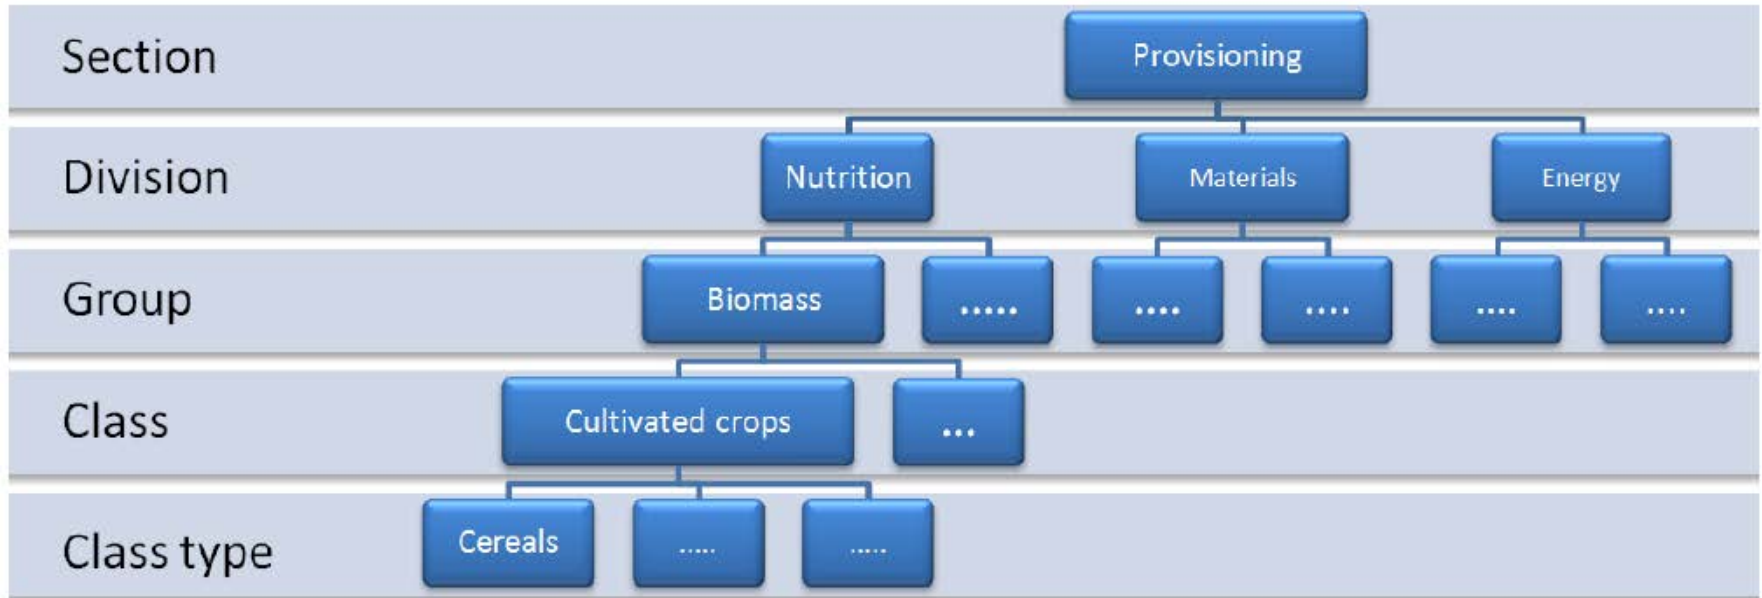 Section
Provisioning
Division
Nutrition
Materials
Energy
Group
Biomass
.....
....
....
....
....
Class
Cultivated crops
...
Class type
Cereals
.....
.....